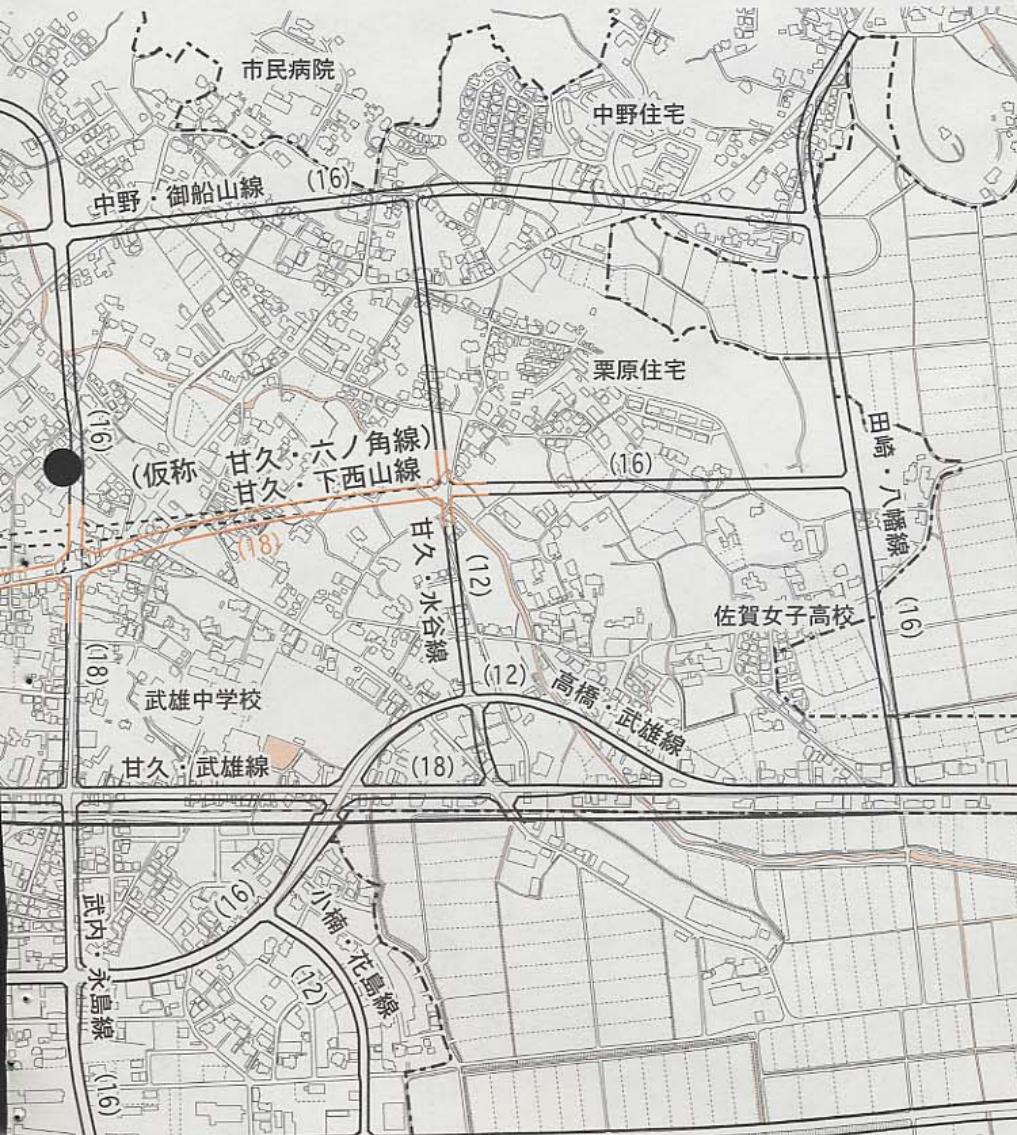 市民病院
中野住宅
中野・御船山線
(16)
栗原住宅
(16)
(仮称 甘久・六ノ角線)
甘久・下西山線
(16)
田崎・八幡線
(18)
甘久・水谷線
(12)
佐賀女子高校
(16)
(18)
(12)
高橋・武雄線
武雄中学校
甘久・武雄線
(18)
(16)
小楠・花島線
武内・永島線
(12)
(16)